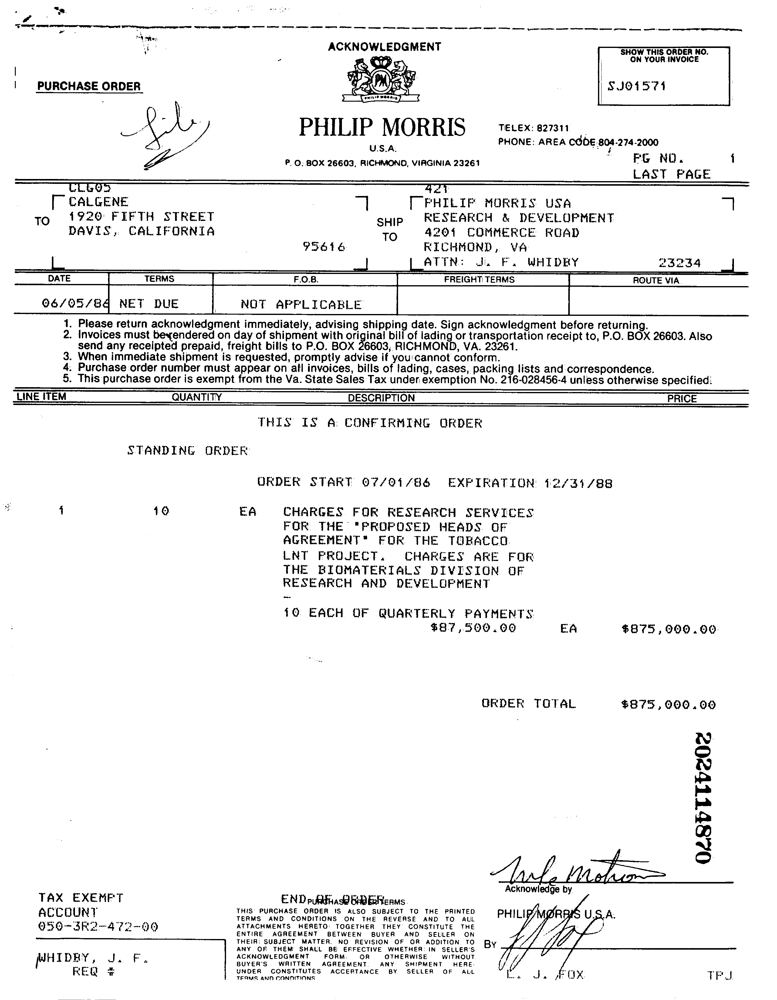 ACKNOWLEDGMENT
SHOW THIS ORDER NO.
ON YOUR INVOICE
SJ01571
PURCHASE ORDER
file
PM
PHILIP MORRIS
U.S.A.
P. O. BOX 26603, RICHMOND, VIRGINIA 23261
TELEX: 827311
PHONE: AREA CODE 804-274-2000
PG NO. 1
LAST PAGE
CLG05
TO CALGENE
1920 FIFTH STREET
DAVIS, CALIFORNIA
95616
SHIP TO
421
PHILIP MORRIS USA
RESEARCH & DEVELOPMENT
4201 COMMERCE ROAD
RICHMOND, VA
ATTN: J. F. WHIDBY 23234
DATE TERMS F.O.B. FREIGHT TERMS ROUTE VIA
06/05/86 NET DUE NOT APPLICABLE
1. Please return acknowledgment immediately, advising shipping date. Sign acknowledgment before returning.
2. Invoices must be rendered on day of shipment with original bill of lading or transportation receipt to, P.O. BOX 26603. Also
send any receipted prepaid, freight bills to P.O. BOX 26603, RICHMOND, VA. 23261.
3. When immediate shipment is requested, promptly advise if you cannot conform.
4. Purchase order number must appear on all invoices, bills of lading, cases, packing lists and correspondence.
5. This purchase order is exempt from the Va. State Sales Tax under exemption No. 216-028456-4 unless otherwise specified.
LINE ITEM QUANTITY DESCRIPTION PRICE
THIS IS A CONFIRMING ORDER
STANDING ORDER
ORDER START 07/01/86 EXPIRATION 12/31/88
1 10 EA CHARGES FOR RESEARCH SERVICES
FOR THE "PROPOSED HEADS OF
AGREEMENT" FOR THE TOBACCO
LNT PROJECT. CHARGES ARE FOR
THE BIOMATERIALS DIVISION OF
RESEARCH AND DEVELOPMENT
10 EACH OF QUARTERLY PAYMENTS
$87,500.00 EA $875,000.00
ORDER TOTAL $875,000.00
2024114870
Acknowledge by
TAX EXEMPT
ACCOUNT
050-3R2-472-00
WHIDBY, J. F.
REQ #
END OF ORDER
PURCHASE ORDER TERMS
THIS PURCHASE ORDER IS ALSO SUBJECT TO THE PRINTED
TERMS AND CONDITIONS ON THE REVERSE AND TO ALL
ATTACHMENTS HERETO. TOGETHER THEY CONSTITUTE THE
ENTIRE AGREEMENT BETWEEN BUYER AND SELLER ON
THEIR SUBJECT MATTER. NO REVISION OF OR ADDITION TO
ANY OF THEM SHALL BE EFFECTIVE WHETHER IN SELLER'S
ACKNOWLEDGMENT FORM OR OTHERWISE WITHOUT
BUYER'S WRITTEN AGREEMENT. ANY SHIPMENT HERE-
UNDER CONSTITUTES ACCEPTANCE BY SELLER OF ALL
TERMS AND CONDITIONS
PHILIP MORRIS U.S.A.
BY
L. J. FOX
TPJ